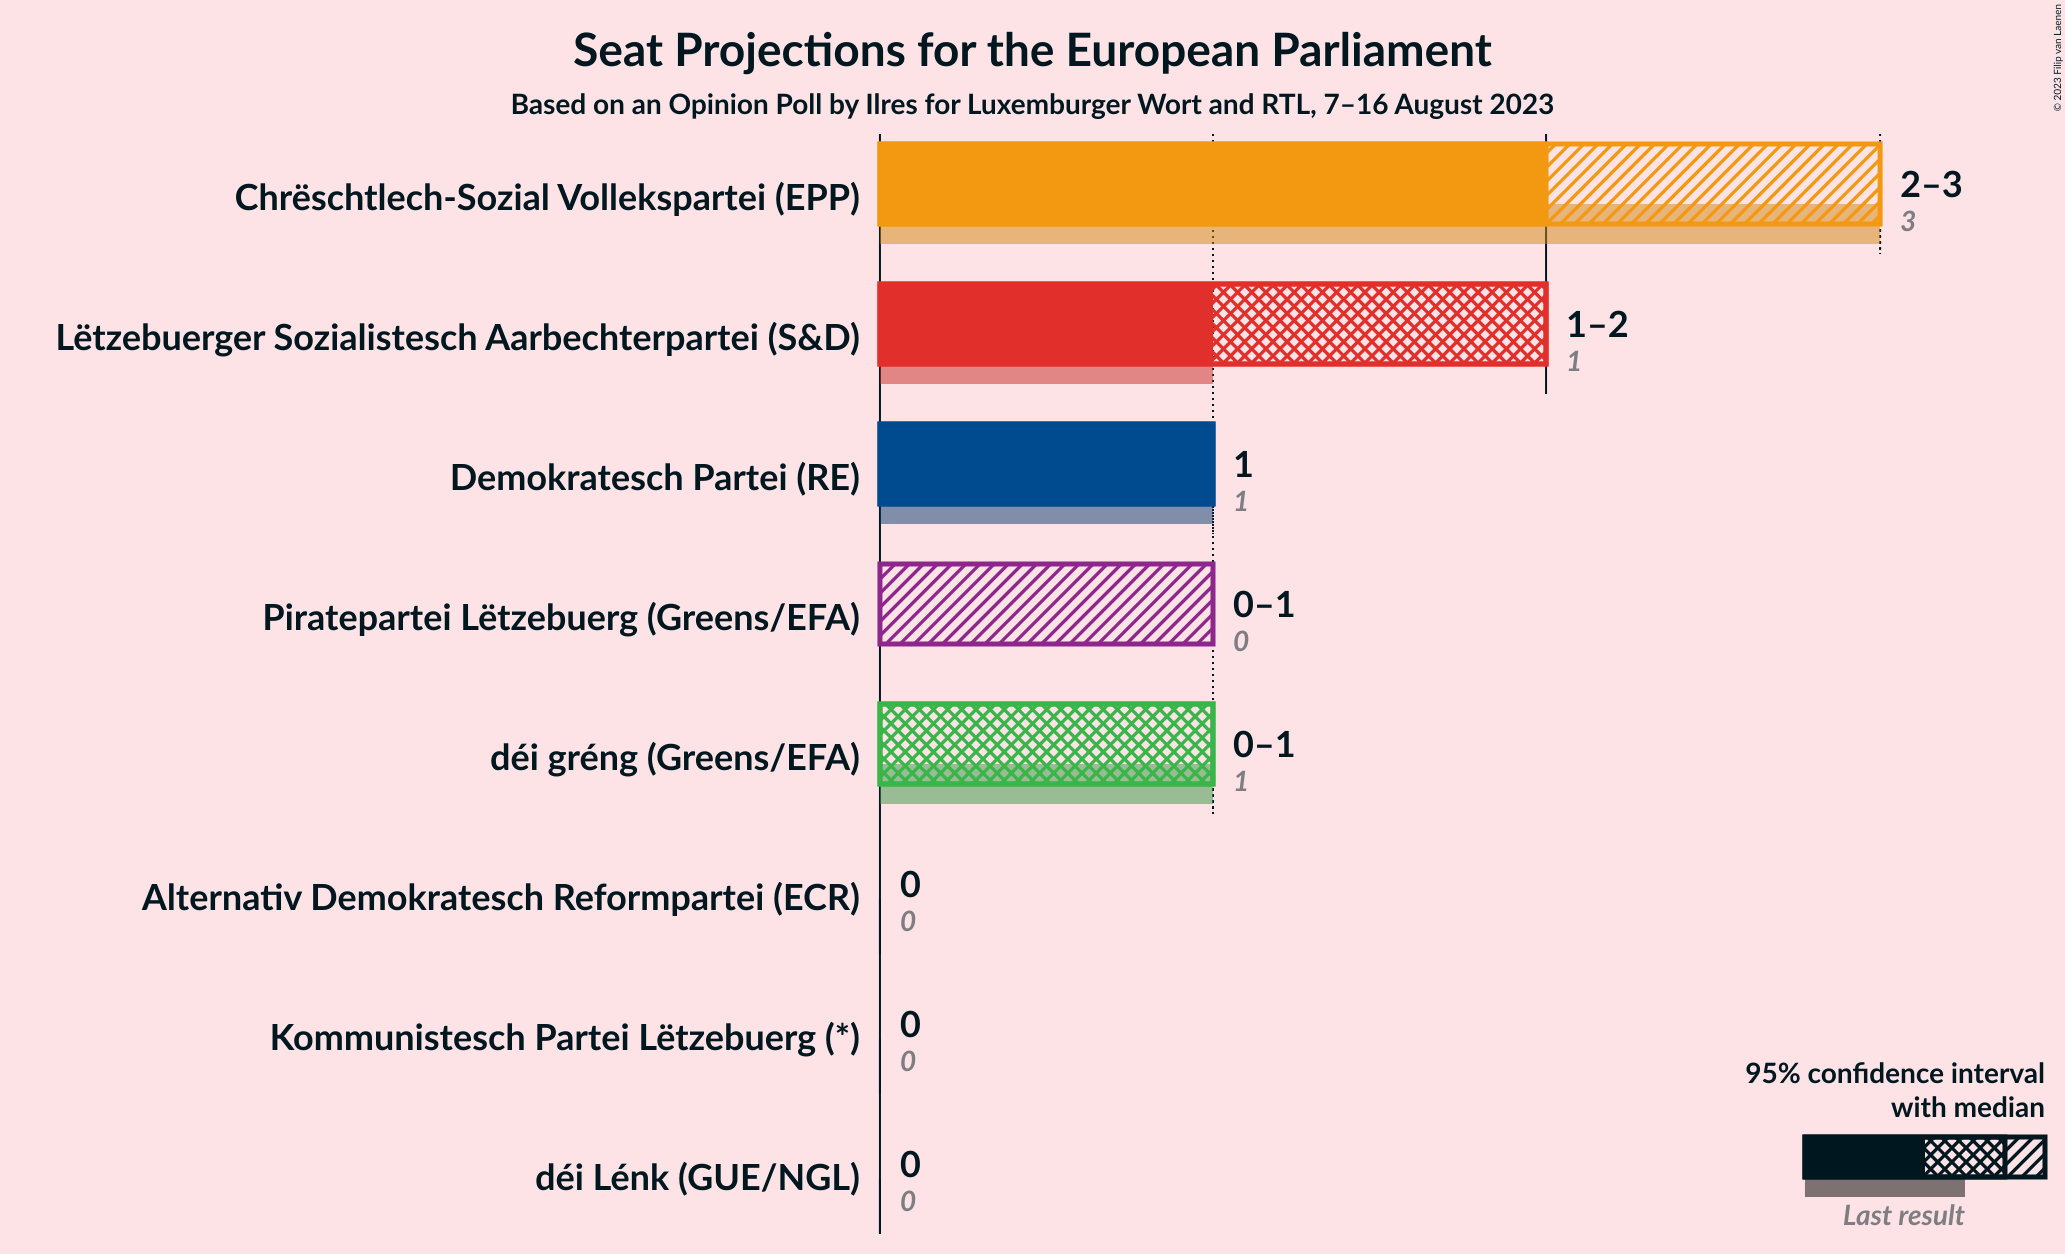 Seat Projections for the European Parliament
Based on an Opinion Poll by Ilres for Luxemburger Wort and RTL, 7–16 August 2023
© 2023 Filip van Laenen
Chrëschtlech-Sozial Vollekspartei (EPP)
2–3
3
Lëtzebuerger Sozialistesch Aarbechterpartei (S&D)
1–2
1
Demokratesch Partei (RE)
1
1
Piratepartei Lëtzebuerg (Greens/EFA)
0–1
0
déi gréng (Greens/EFA)
0–1
1
Alternativ Demokratesch Reformpartei (ECR)
0
0
Kommunistesch Partei Lëtzebuerg (*)
0
0
déi Lénk (GUE/NGL)
0
0
95% confidence interval
with median
Last result